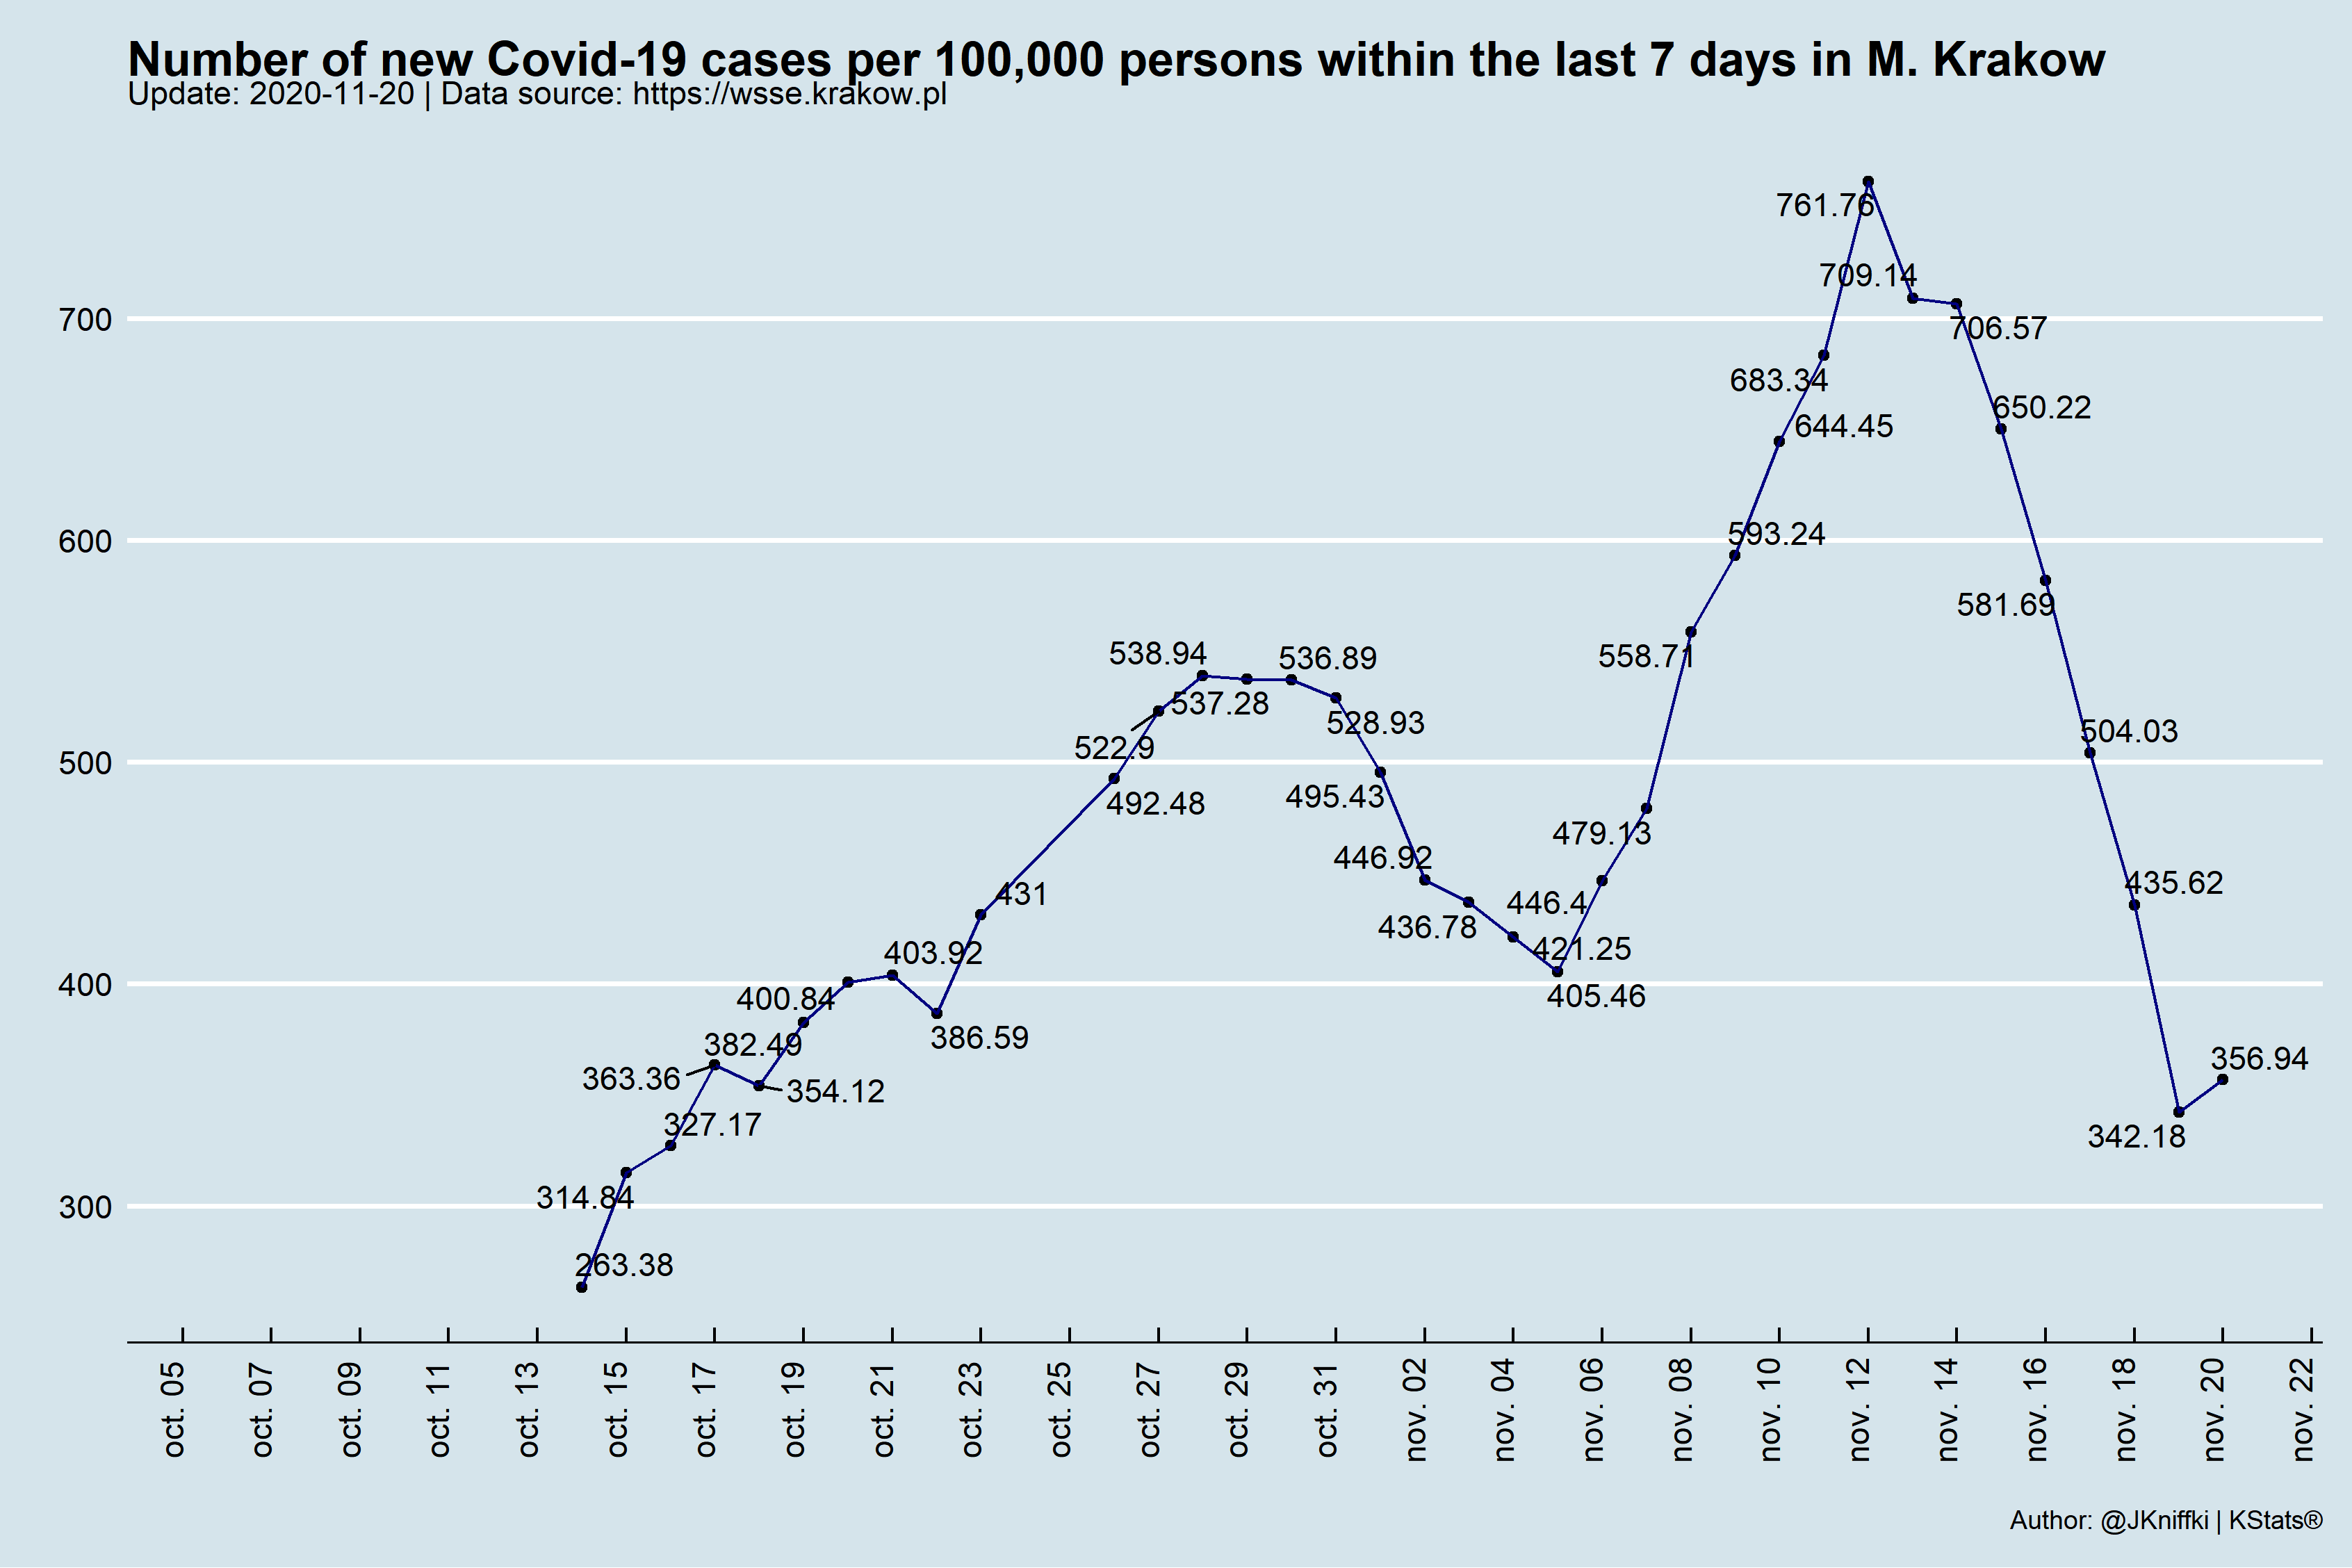 Number of new Covid-19 cases per 100,000 persons within the last 7 days in M. Krakow
Update: 2020-11-20 | Data source: https://wsse.krakow.pl
761.76
709.14
700
706.57
683.34
650.22
644.45
593.24
600
581.69
538.94
536.89
558.71
537.28
528.93
504.03
522.9
500
492.48
495.43
479.13
446.92
435.62
431
446.4
436.78
403.92
421.25
400
400.84
405.46
382.49
386.59
356.94
363.36
354.12
327.17
342.18
314.84
300
263.38
oct. 05
oct. 07
oct. 09
oct. 11
oct. 13
oct. 15
oct. 17
oct. 19
oct. 21
oct. 23
oct. 25
oct. 27
oct. 29
oct. 31
nov. 02
nov. 04
nov. 06
nov. 08
nov. 10
nov. 12
nov. 14
nov. 16
nov. 18
nov. 20
nov. 22
Author: @JKniffki | KStats®